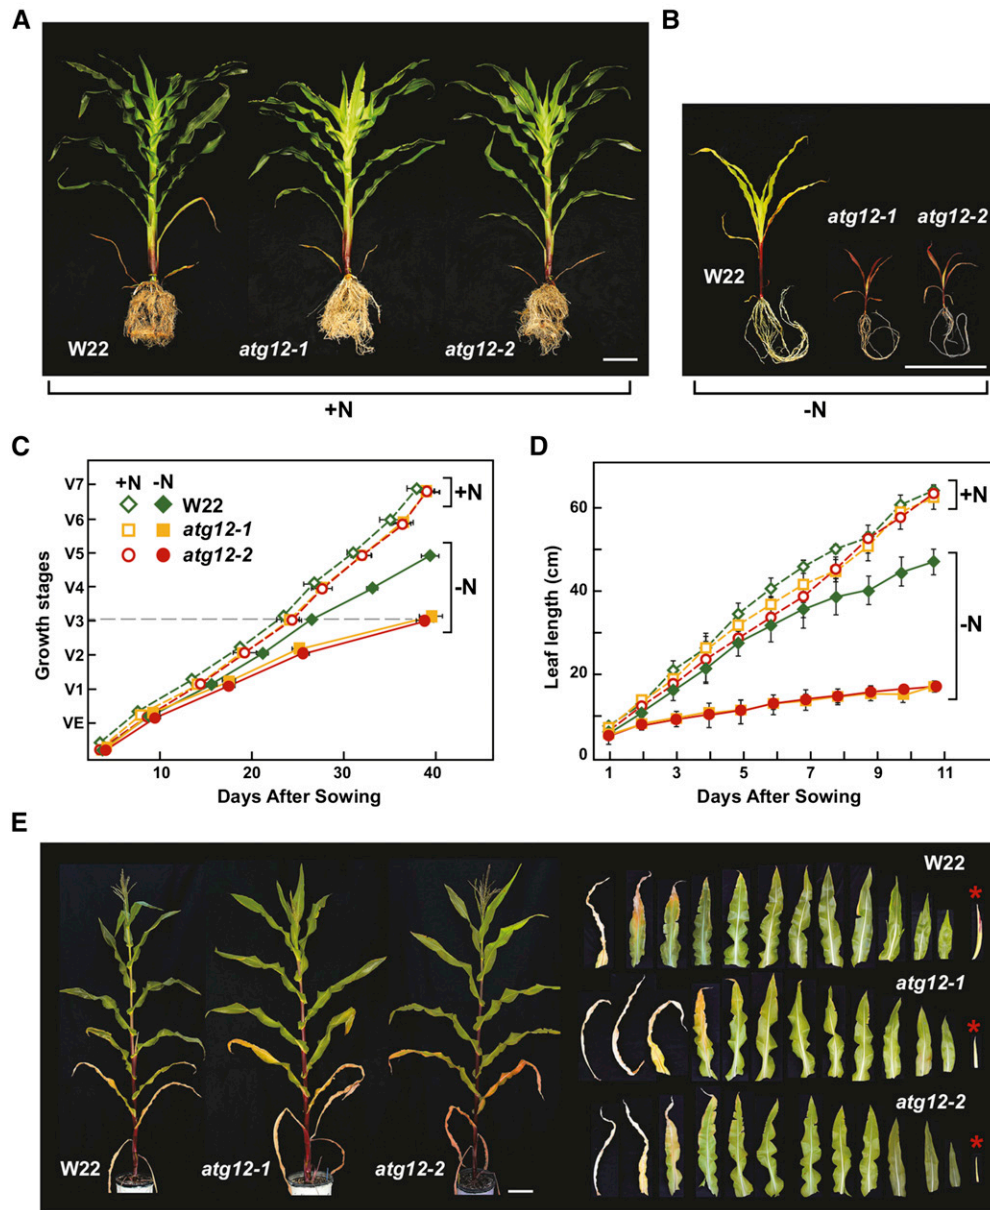 A
W22
atg12-1
atg12-2
+N
B
W22
atg12-1
atg12-2
-N
C
Growth stages
V7
V6
V5
V4
V3
V2
V1
VE
+N -N
W22
atg12-1
atg12-2
+N
-N
10 20 30 40
Days After Sowing
D
Leaf length (cm)
60
40
20
0
+N
-N
1 3 5 7 9 11
Days After Sowing
E
W22
atg12-1
atg12-2
W22
*
atg12-1
*
atg12-2
*